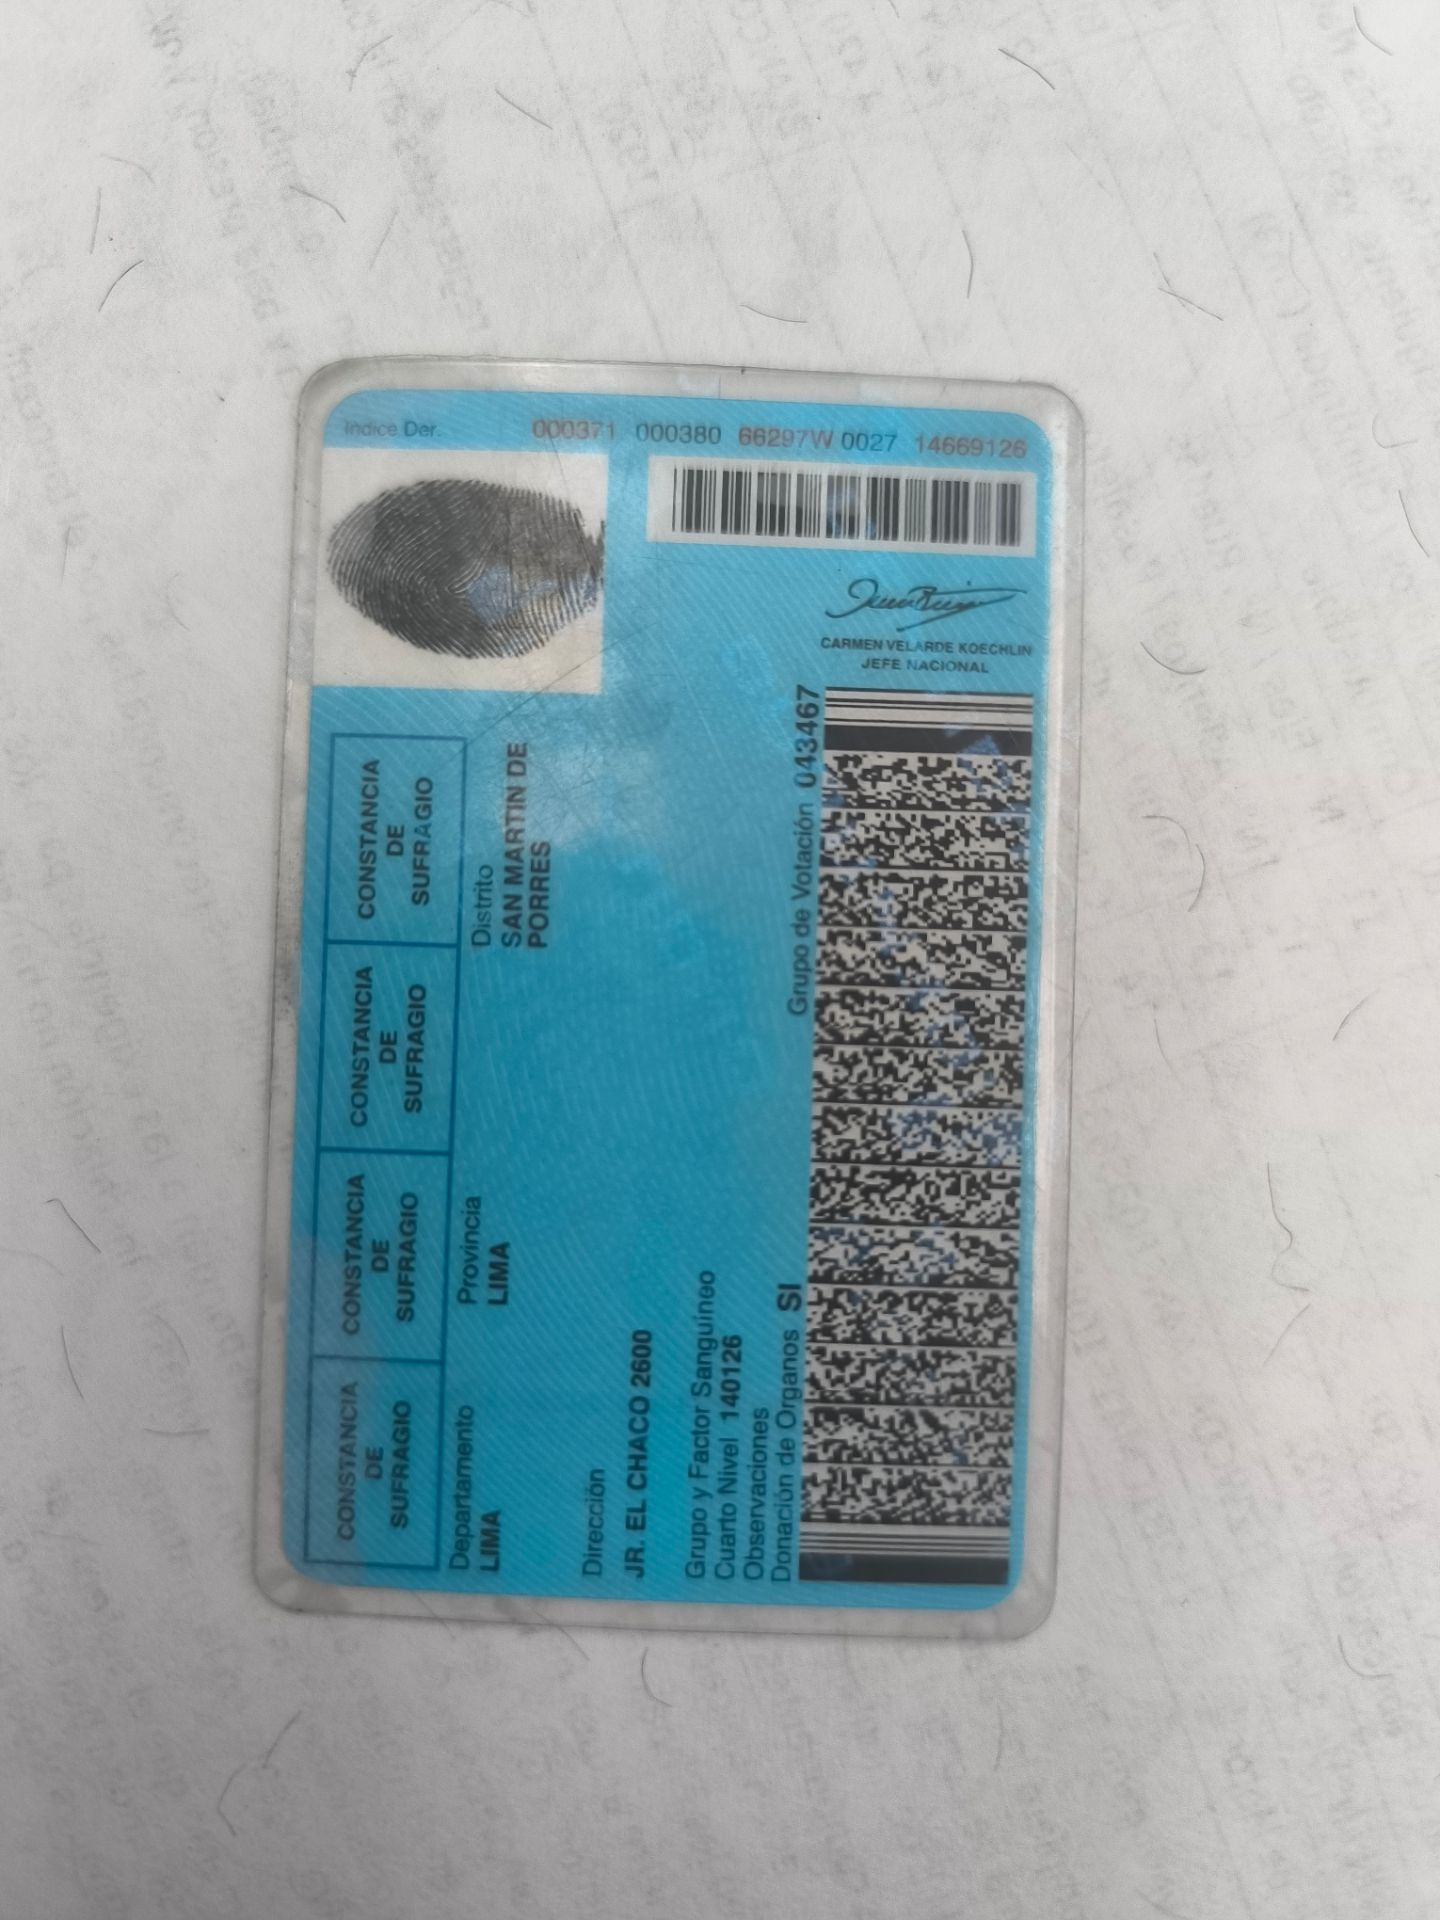 Indice Der.
000371 000380 66297W 0027 14669126
CARMEN VELARDE KOECHLIN
JEFE NACIONAL
CONSTANCIA
DE
SUFRAGIO
CONSTANCIA
DE
SUFRAGIO
CONSTANCIA
DE
SUFRAGIO
CONSTANCIA
DE
SUFRAGIO
Departamento
LIMA
Provincia
LIMA
Distrito
SAN MARTIN DE
PORRES
Dirección
JR. EL CHACO 2600
Grupo y Factor Sanguíneo
Cuarto Nivel 140126
Observaciones
Donación de Organos SI
Grupo de Votación 043467